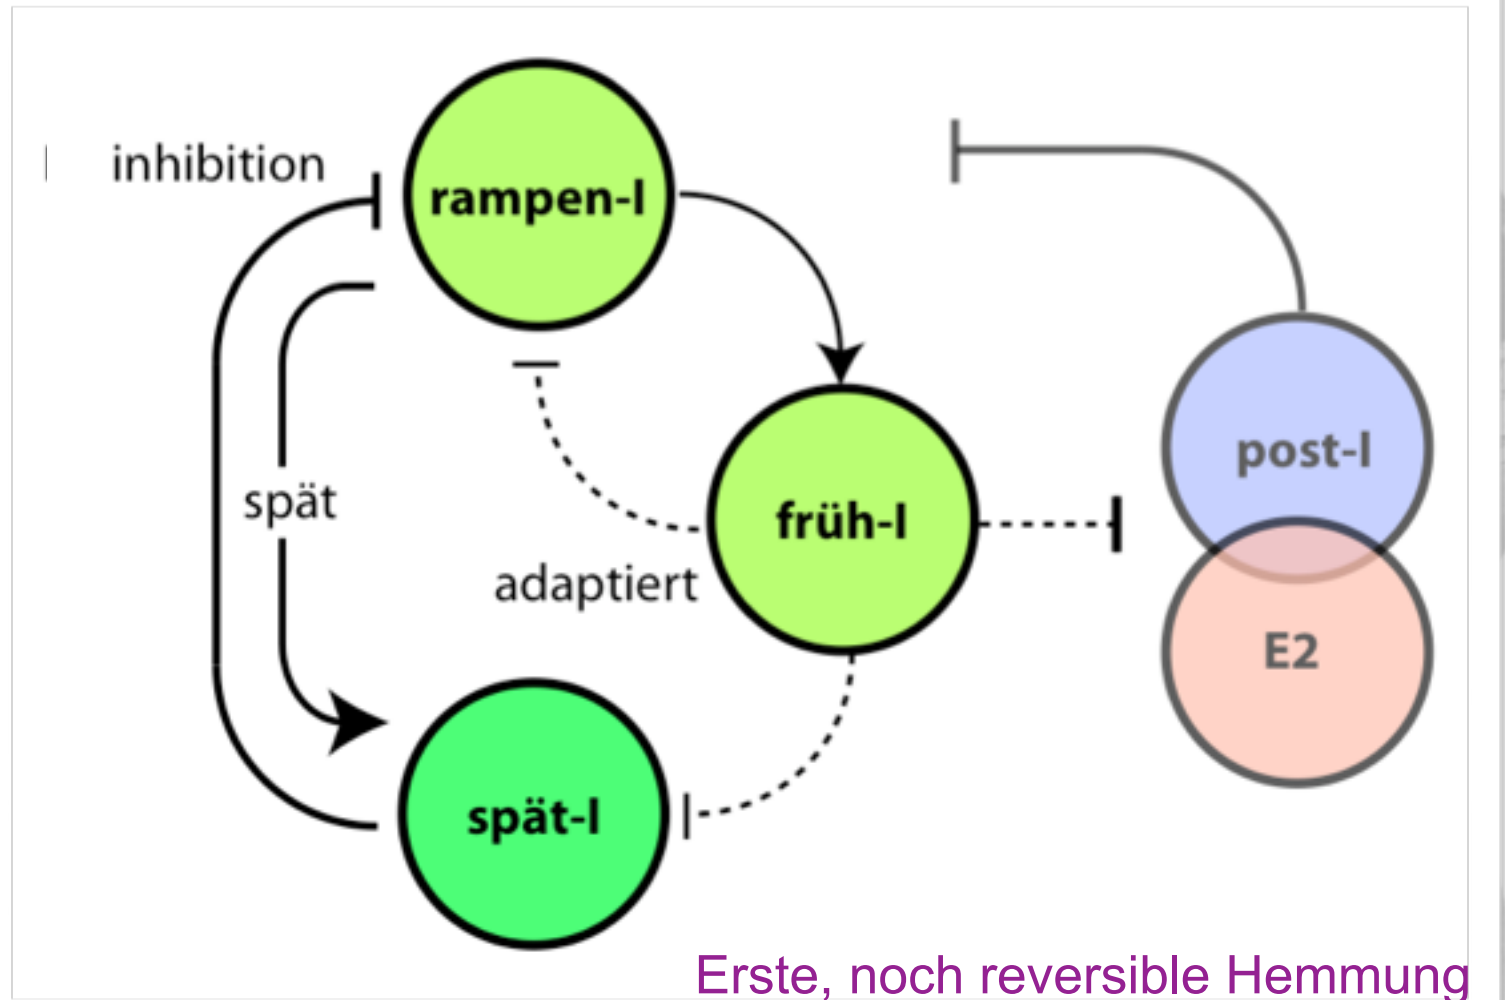 inhibition
rampen-I
post-I
spät
früh-I
adaptiert
E2
spät-I
Erste, noch reversible Hemmung